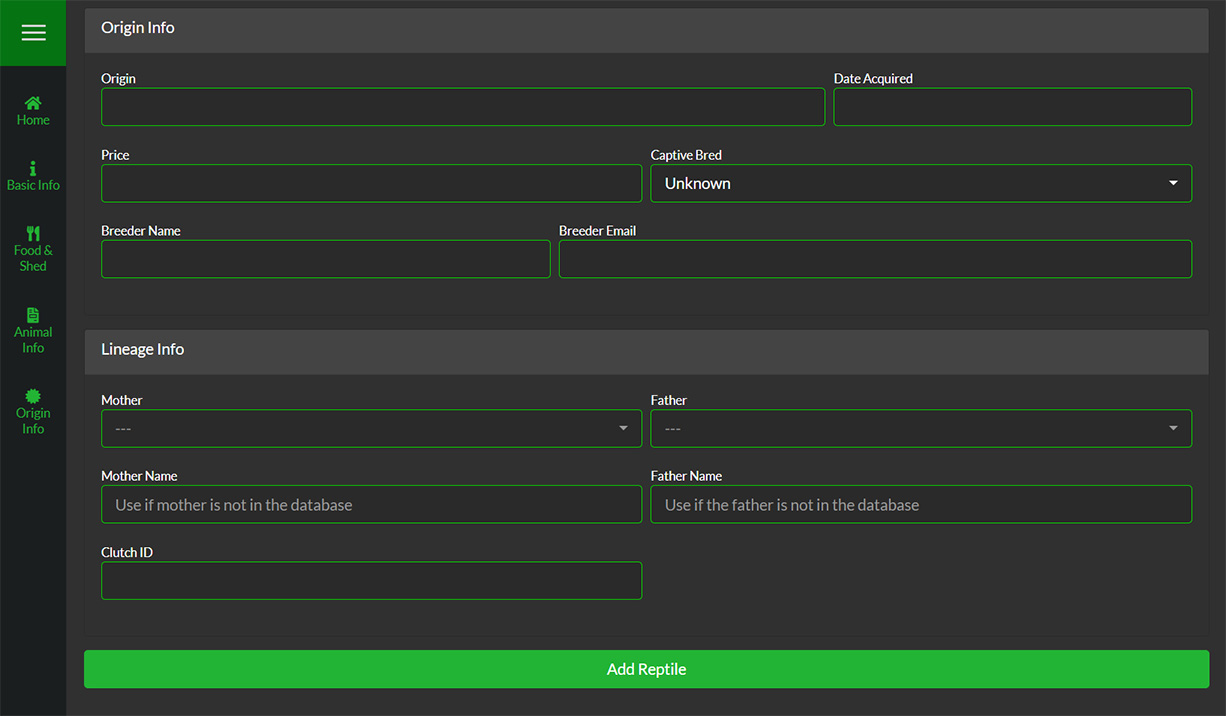 Home
Basic Info
Food &
Shed
Animal
Info
Origin
Info
Origin Info
Origin
Date Acquired
Price
Captive Bred
Unknown
Breeder Name
Breeder Email
Lineage Info
Mother
Father
---
---
Mother Name
Father Name
Use if mother is not in the database
Use if the father is not in the database
Clutch ID
Add Reptile